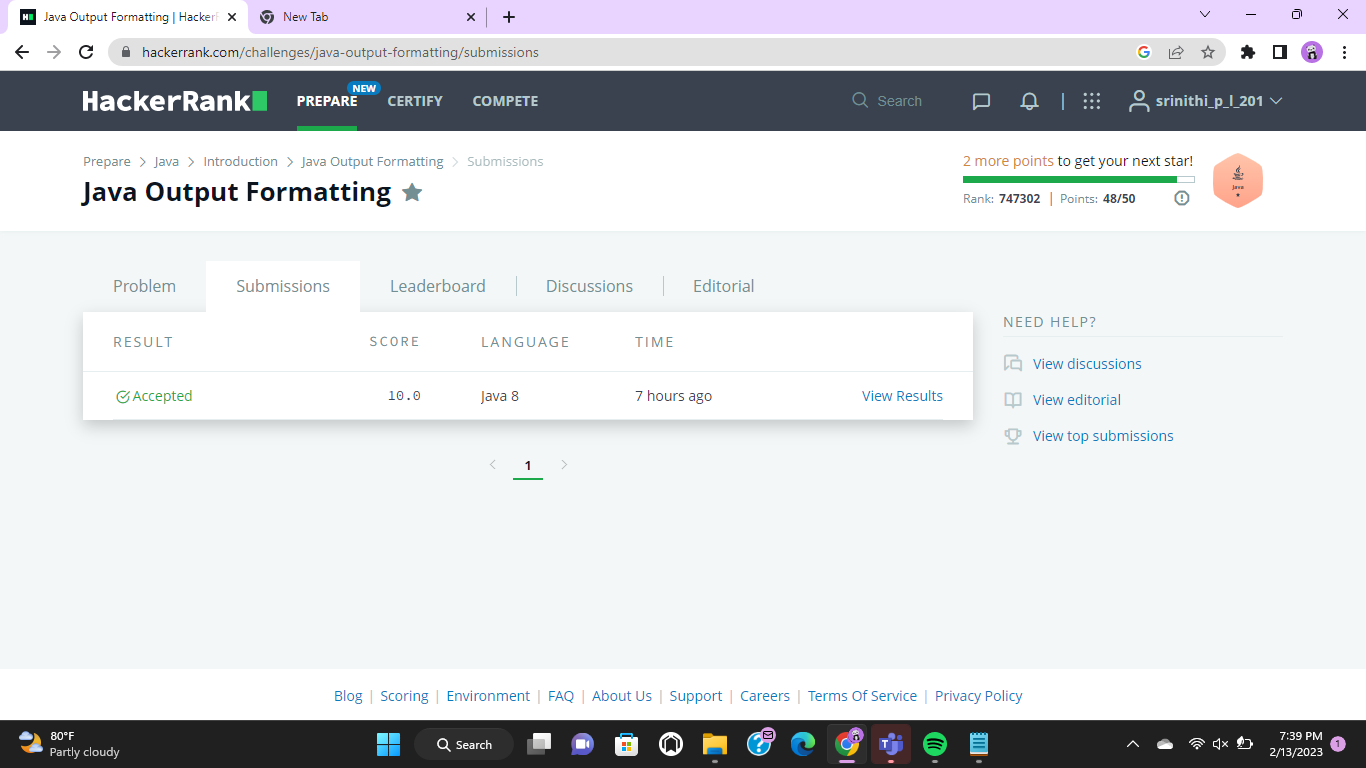 Java Output Formatting | Hacker
New Tab
hackerrank.com/challenges/java-output-formatting/submissions
HackerRank
PREPARE
NEW
CERTIFY
COMPETE
Search
srinithi_p_l_201
Prepare > Java > Introduction > Java Output Formatting > Submissions
Java Output Formatting
2 more points to get your next star!
Rank: 747302 | Points: 48/50
Java
Problem
Submissions
Leaderboard
Discussions
Editorial
RESULT SCORE LANGUAGE TIME
Accepted 10.0 Java 8 7 hours ago View Results
1
NEED HELP?
View discussions
View editorial
View top submissions
Blog | Scoring | Environment | FAQ | About Us | Support | Careers | Terms Of Service | Privacy Policy
80°F
Partly cloudy
Search
7:39 PM
2/13/2023
1